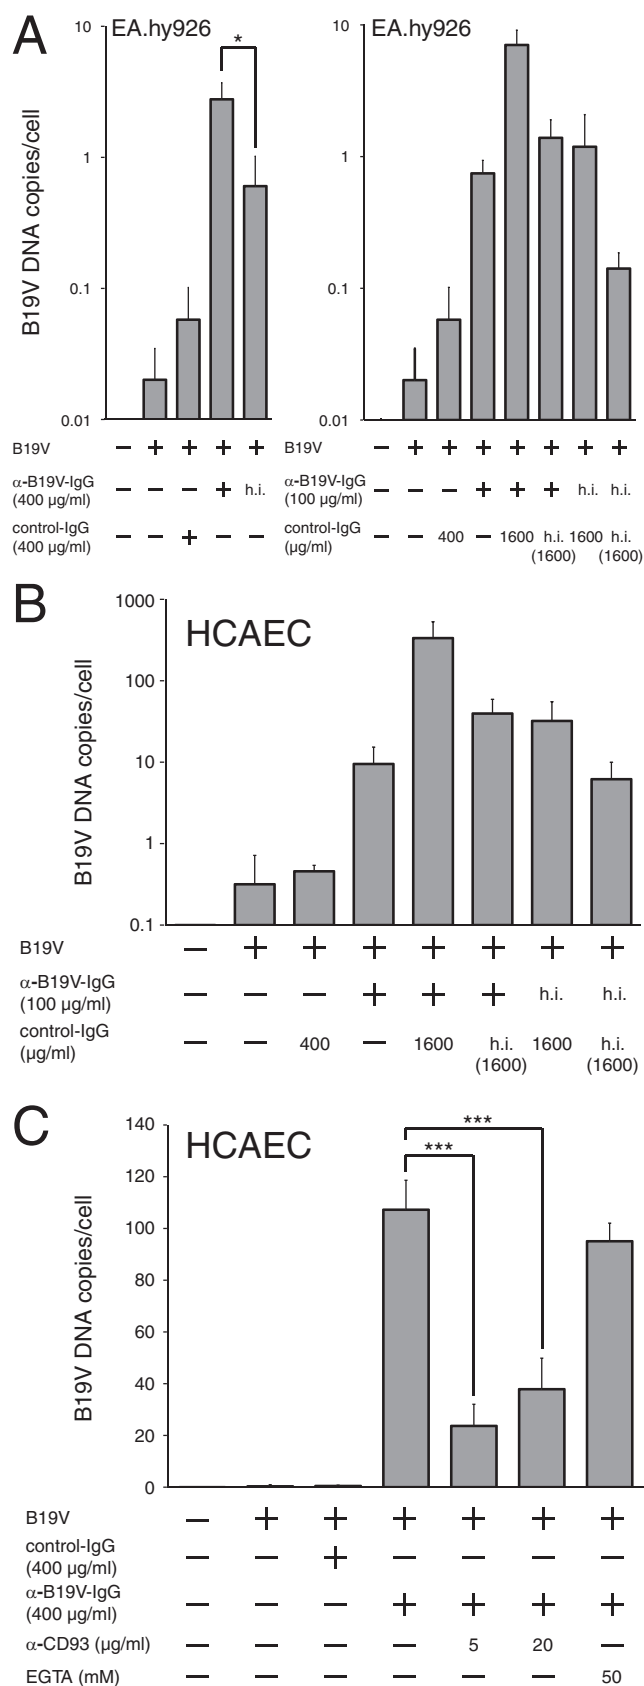 A
EA.hy926
EA.hy926
B19V DNA copies/cell
10
1
0.1
0.01
*
10
1
0.1
0.01
B19V − + + + +
α-B19V-IgG (400 µg/ml) − − − + h.i.
control-IgG (400 µg/ml) − − + − −
B19V − + + + + + + +
α-B19V-IgG (100 µg/ml) − − − + + + h.i. h.i.
control-IgG (µg/ml) − − 400 − 1600 h.i. (1600) 1600 h.i. (1600)
B
HCAEC
B19V DNA copies/cell
1000
100
10
1
0.1
B19V − + + + + + + +
α-B19V-IgG (100 µg/ml) − − − + + + h.i. h.i.
control-IgG (µg/ml) − − 400 − 1600 h.i. (1600) 1600 h.i. (1600)
C
HCAEC
B19V DNA copies/cell
140
120
100
80
60
40
20
0
***
***
B19V − + + + + + +
control-IgG (400 µg/ml) − − + − − − −
α-B19V-IgG (400 µg/ml) − − − + + + +
α-CD93 (µg/ml) − − − − 5 20 −
EGTA (mM) − − − − − − 50